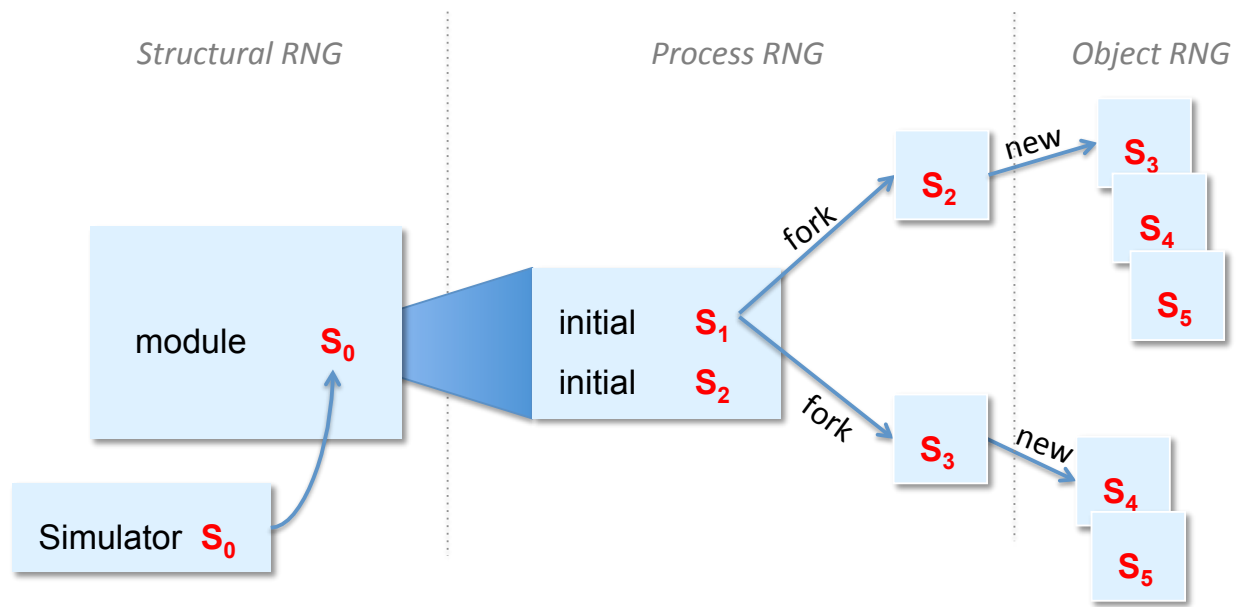 Structural RNG
Process RNG
Object RNG
module S₀
Simulator S₀
initial S₁
initial S₂
fork
fork
S₂
S₃
new
new
S₃
S₄
S₅
S₄
S₅